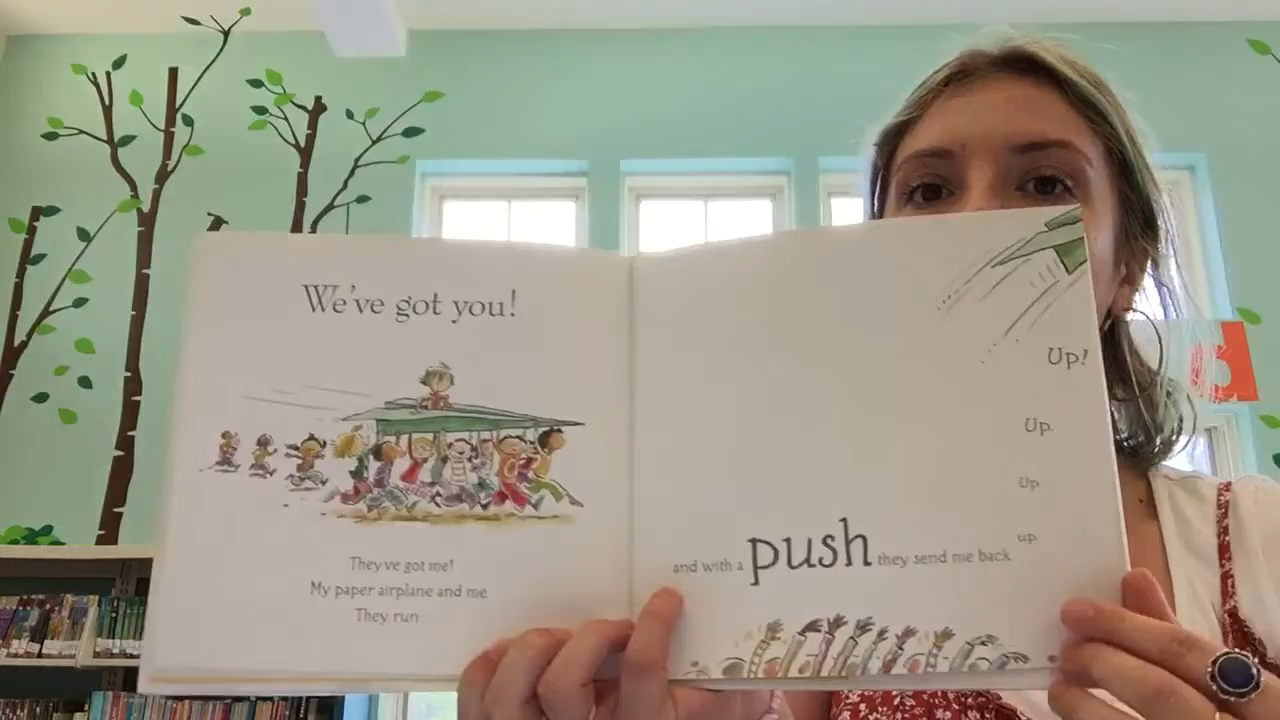 We've got you!
They've got me!
My paper airplane and me.
They run
and with a push they send me back
up.
Up.
Up.
Up!